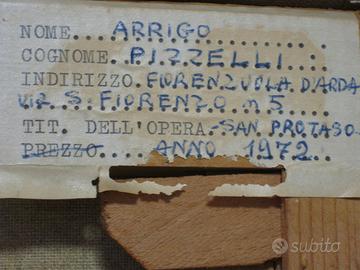 NOME....ARRIGO..........
COGNOME.PIZZELLI........
INDIRIZZO.FIORENZUOLA.D'ARDA
VIA S. FIORENZO n 5
TIT. DELL'OPERA.-SAN PROTASO
PREZZO....ANNO 1972..
subito